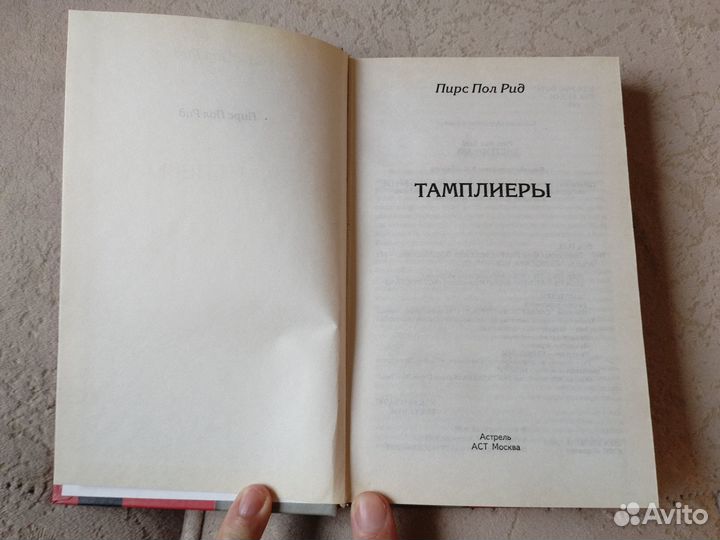 Пирс Пол Рид
ТАМПЛИЕРЫ
Астрель
АСТ Москва
Avito